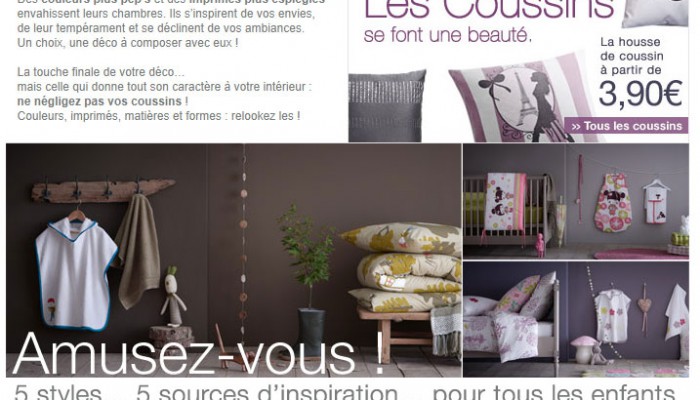 Des couleurs plus pep's et des imprimés plus espiègles
envahissent leurs chambres. Ils s'inspirent de vos envies,
de leur tempérament et se déclinent de vos ambiances.
Un choix, une déco à composer avec eux !
La touche finale de votre déco...
mais celle qui donne tout son caractère à votre intérieur :
ne négligez pas vos coussins !
Couleurs, imprimés, matières et formes : relookez les !
Les Coussins
se font une beauté.
La housse
de coussin
à partir de
3,90€
>> Tous les coussins
Amusez-vous !
5 styles... 5 sources d'inspiration... pour tous les enfants